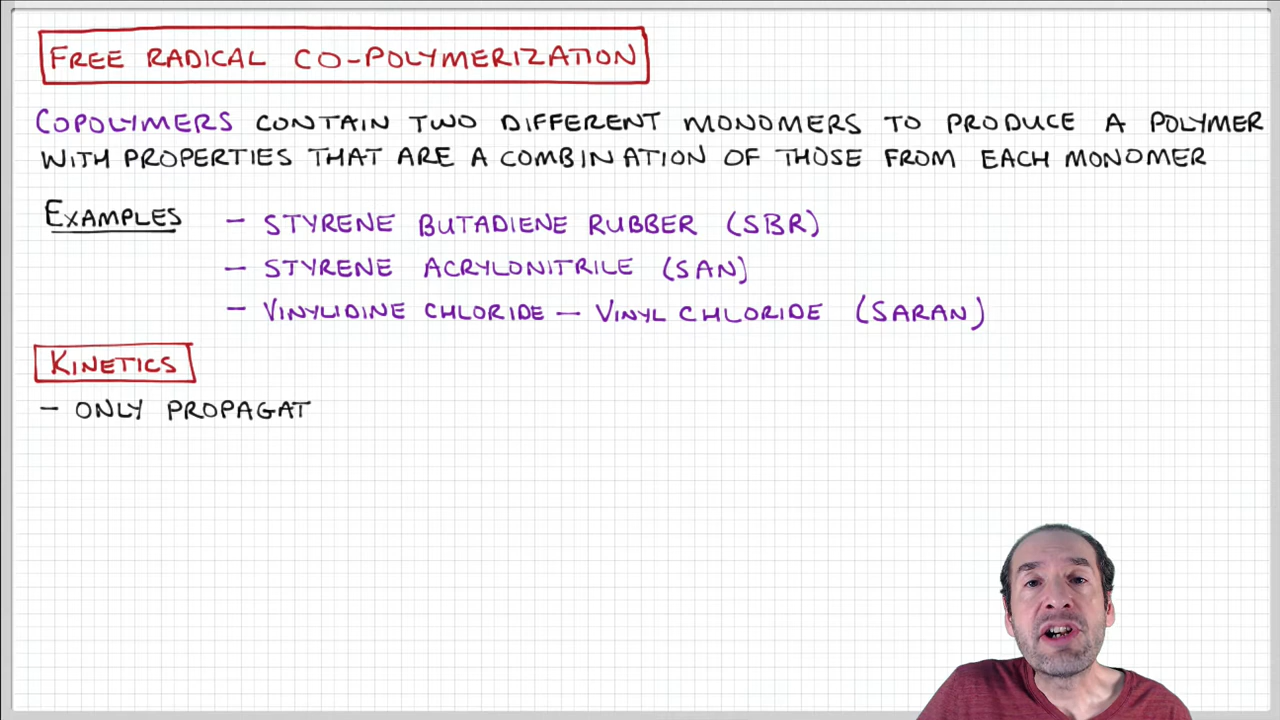 FREE RADICAL CO-POLYMERIZATION
COPOLYMERS CONTAIN TWO DIFFERENT MONOMERS TO PRODUCE A POLYMER
WITH PROPERTIES THAT ARE A COMBINATION OF THOSE FROM EACH MONOMER
EXAMPLES - STYRENE BUTADIENE RUBBER (SBR)
- STYRENE ACRYLONITRILE (SAN)
- VINYLIDINE CHLORIDE - VINYL CHLORIDE (SARAN)
KINETICS
- ONLY PROPAGAT